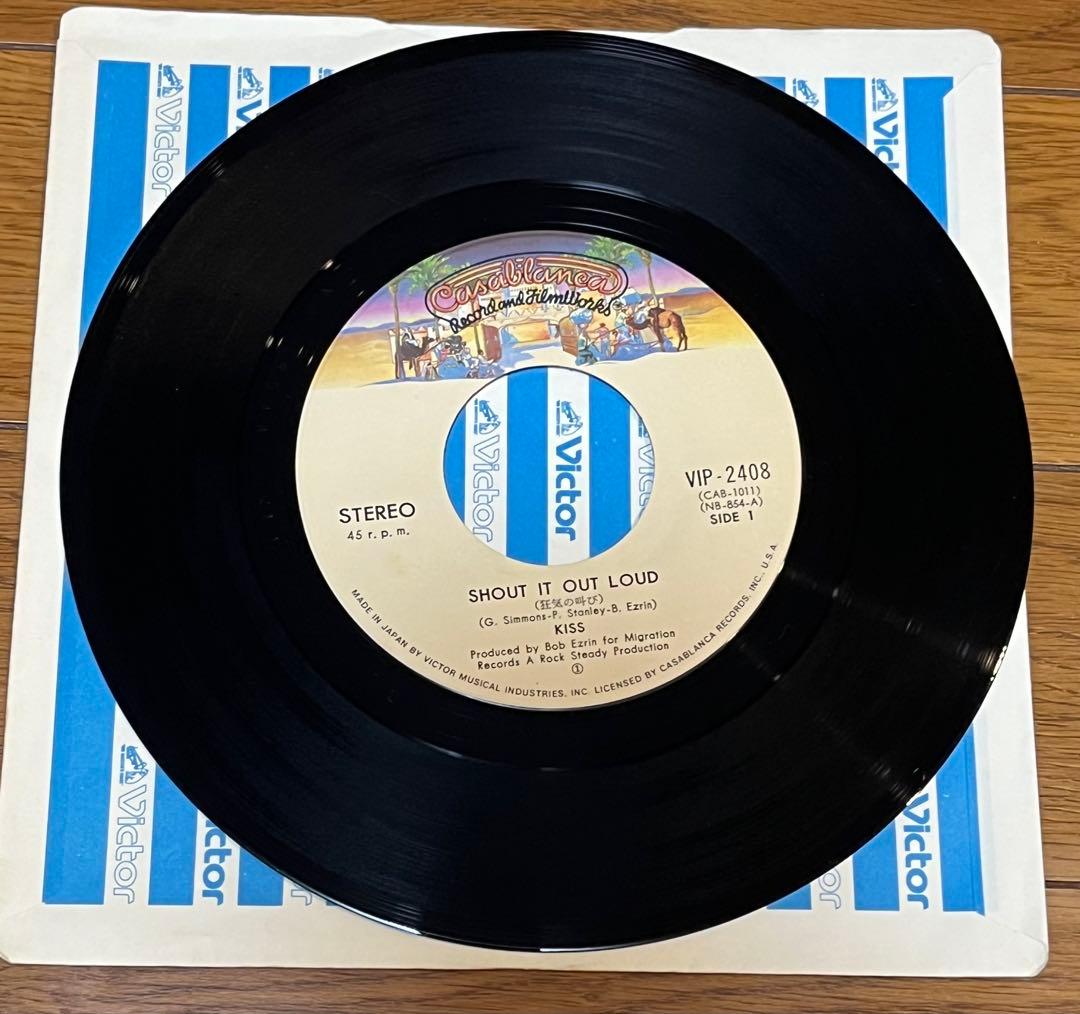 Victor
Victor
Victor
Casablanca
Record and FilmWorks
Victor
Victor
VIP-2408
(CAB-1011)
(NB-854-A)
SIDE 1
STEREO
45 r.p.m.
SHOUT IT OUT LOUD
(狂気の叫び)
(G. Simmons-P. Stanley-B. Ezrin)
KISS
Produced by Bob Ezrin for Migration
Records A Rock Steady Production
①
MADE IN JAPAN BY VICTOR MUSICAL INDUSTRIES, INC. LICENSED BY CASABLANCA RECORDS, INC., U.S.A.
Victor
ctor
Victor